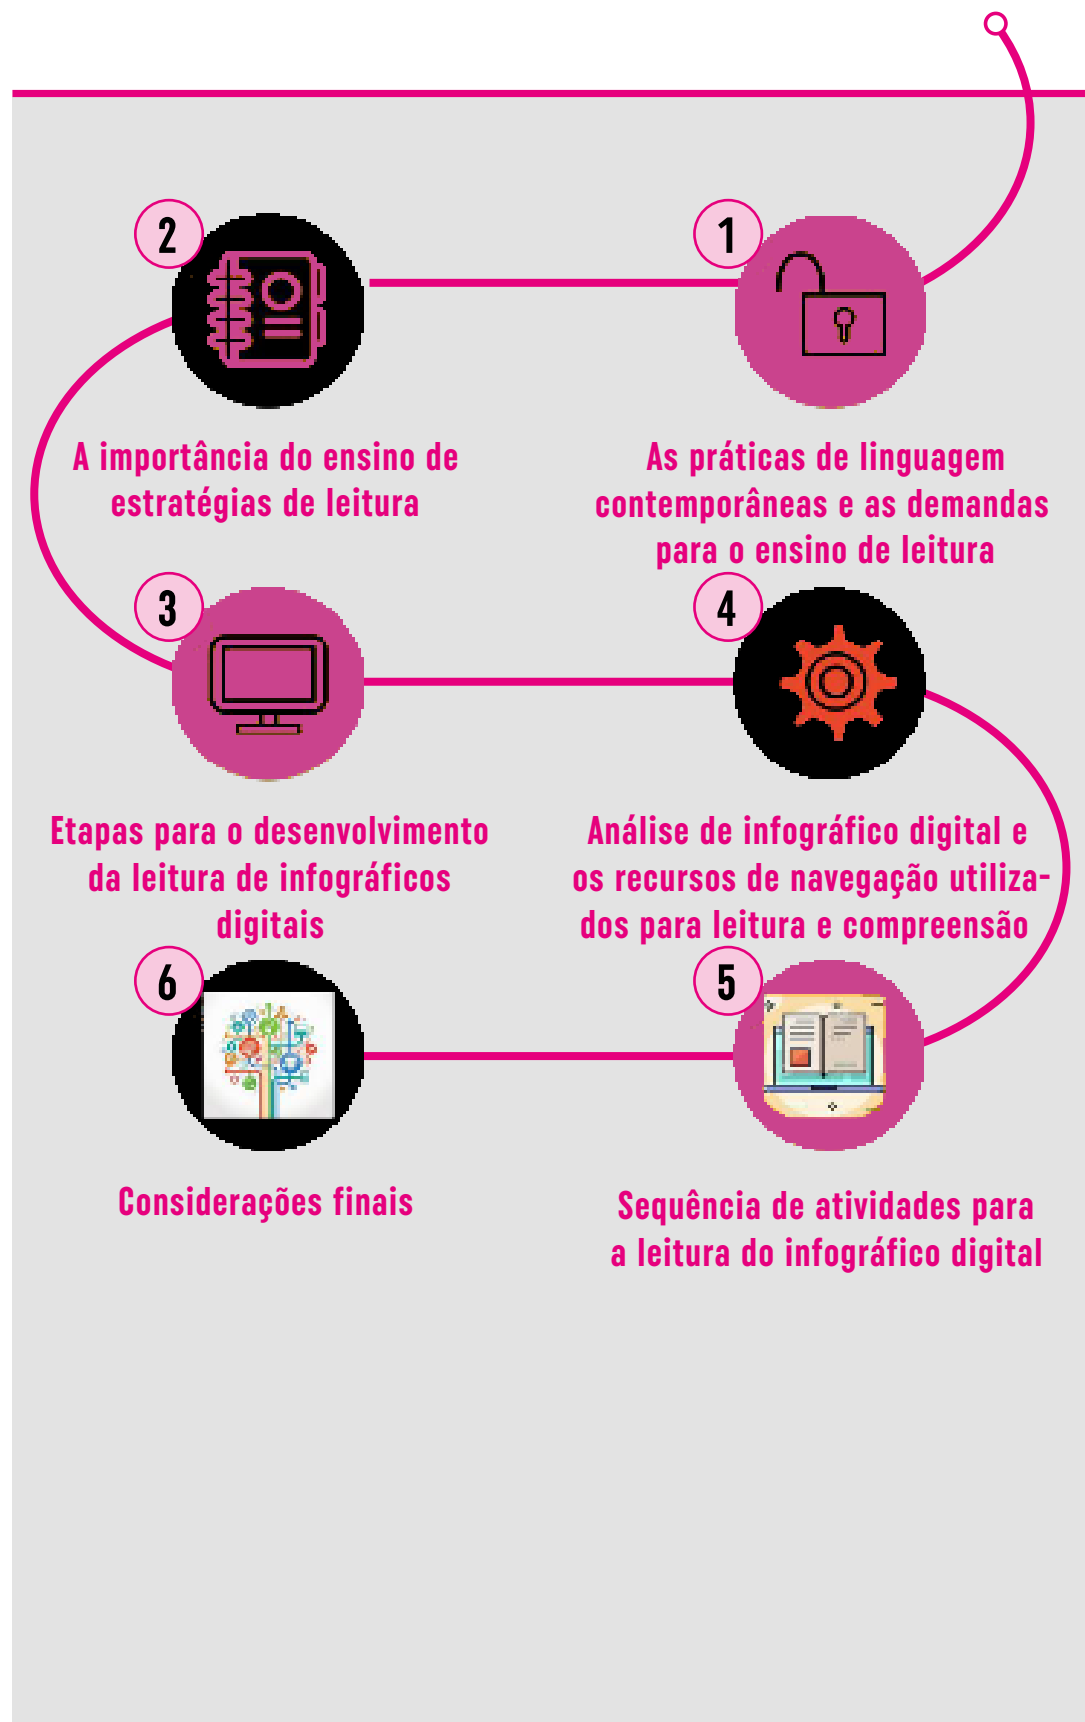 1
As práticas de linguagem
contemporâneas e as demandas
para o ensino de leitura
2
A importância do ensino de
estratégias de leitura
3
Etapas para o desenvolvimento
da leitura de infográficos
digitais
4
Análise de infográfico digital e
os recursos de navegação utiliza-
dos para leitura e compreensão
5
Sequência de atividades para
a leitura do infográfico digital
6
Considerações finais